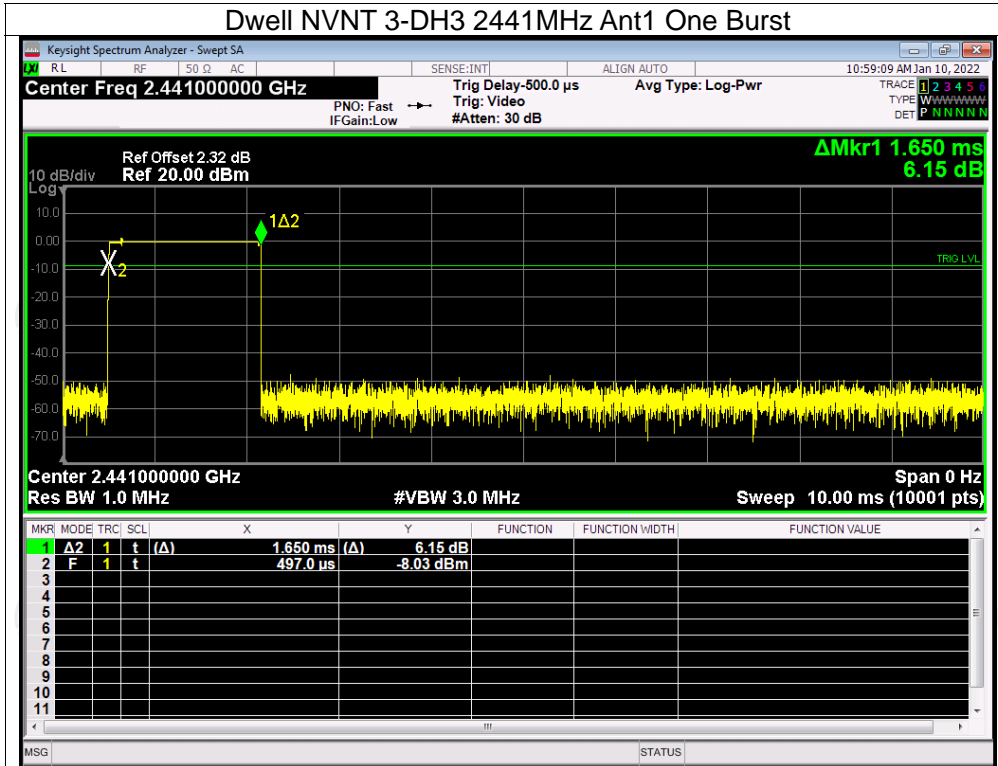 Dwell NVNT 3-DH3 2441MHz Ant1 One Burst
Keysight Spectrum Analyzer - Swept SA
LXI RL RF 50 Ω AC SENSE:INT ALIGN AUTO 10:59:09 AM Jan 10, 2022
Center Freq 2.441000000 GHz Trig Delay-500.0 µs Avg Type: Log-Pwr TRACE 1 2 3 4 5 6
PNO: Fast Trig: Video TYPE WWWWWW
IFGain:Low #Atten: 30 dB DET P N N N N N
ΔMkr1 1.650 ms
6.15 dB
Ref Offset 2.32 dB
10 dB/div Ref 20.00 dBm
Log
10.0
1Δ2
0.00
TRIG LVL
2
-10.0
-20.0
-30.0
-40.0
-50.0
-60.0
-70.0
Center 2.441000000 GHz Span 0 Hz
Res BW 1.0 MHz #VBW 3.0 MHz Sweep 10.00 ms (10001 pts)
MKR MODE TRC SCL X Y FUNCTION FUNCTION WIDTH FUNCTION VALUE
1 Δ2 1 t (Δ) 1.650 ms (Δ) 6.15 dB
2 F 1 t 497.0 µs -8.03 dBm
3
4
5
6
7
8
9
10
11
MSG STATUS